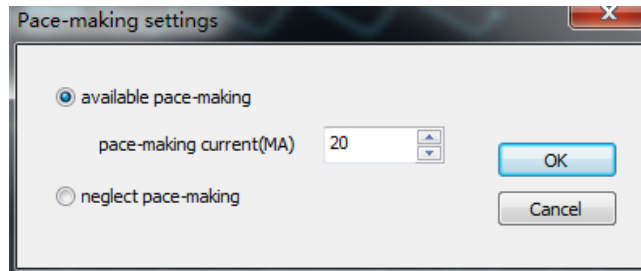 Pace-making settings
available pace-making
pace-making current(MA) 20
OK
neglect pace-making
Cancel